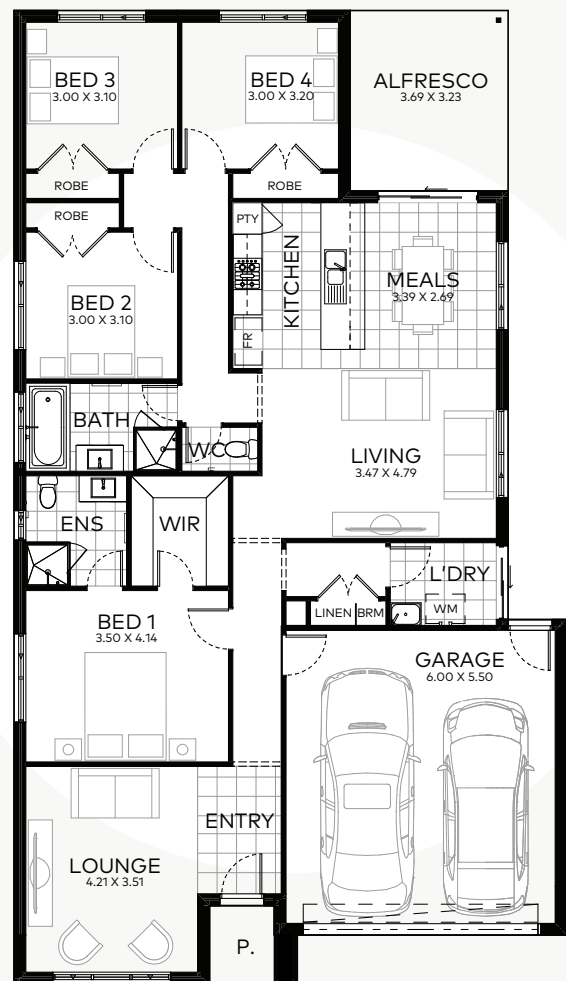 BED 3
3.00 X 3.10
BED 4
3.00 X 3.20
ALFRESCO
3.69 X 3.23
ROBE
ROBE
ROBE
PTY
KITCHEN
MEALS
3.39 X 2.69
BED 2
3.00 X 3.10
FR
BATH
WC
LIVING
3.47 X 4.79
ENS
WIR
L'DRY
LINEN
BRM
WM
BED 1
3.50 X 4.14
GARAGE
6.00 X 5.50
ENTRY
LOUNGE
4.21 X 3.51
P.